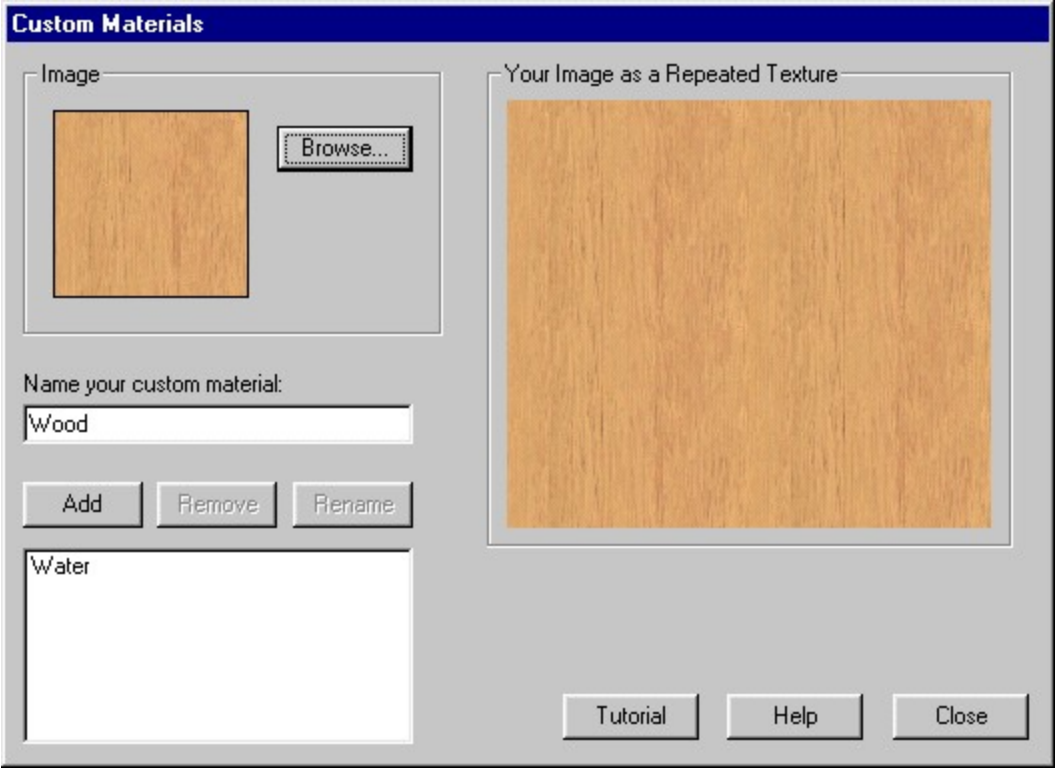 Custom Materials
Image
Browse...
Your Image as a Repeated Texture
Name your custom material:
Wood
Add Remove Rename
Water
Tutorial Help Close